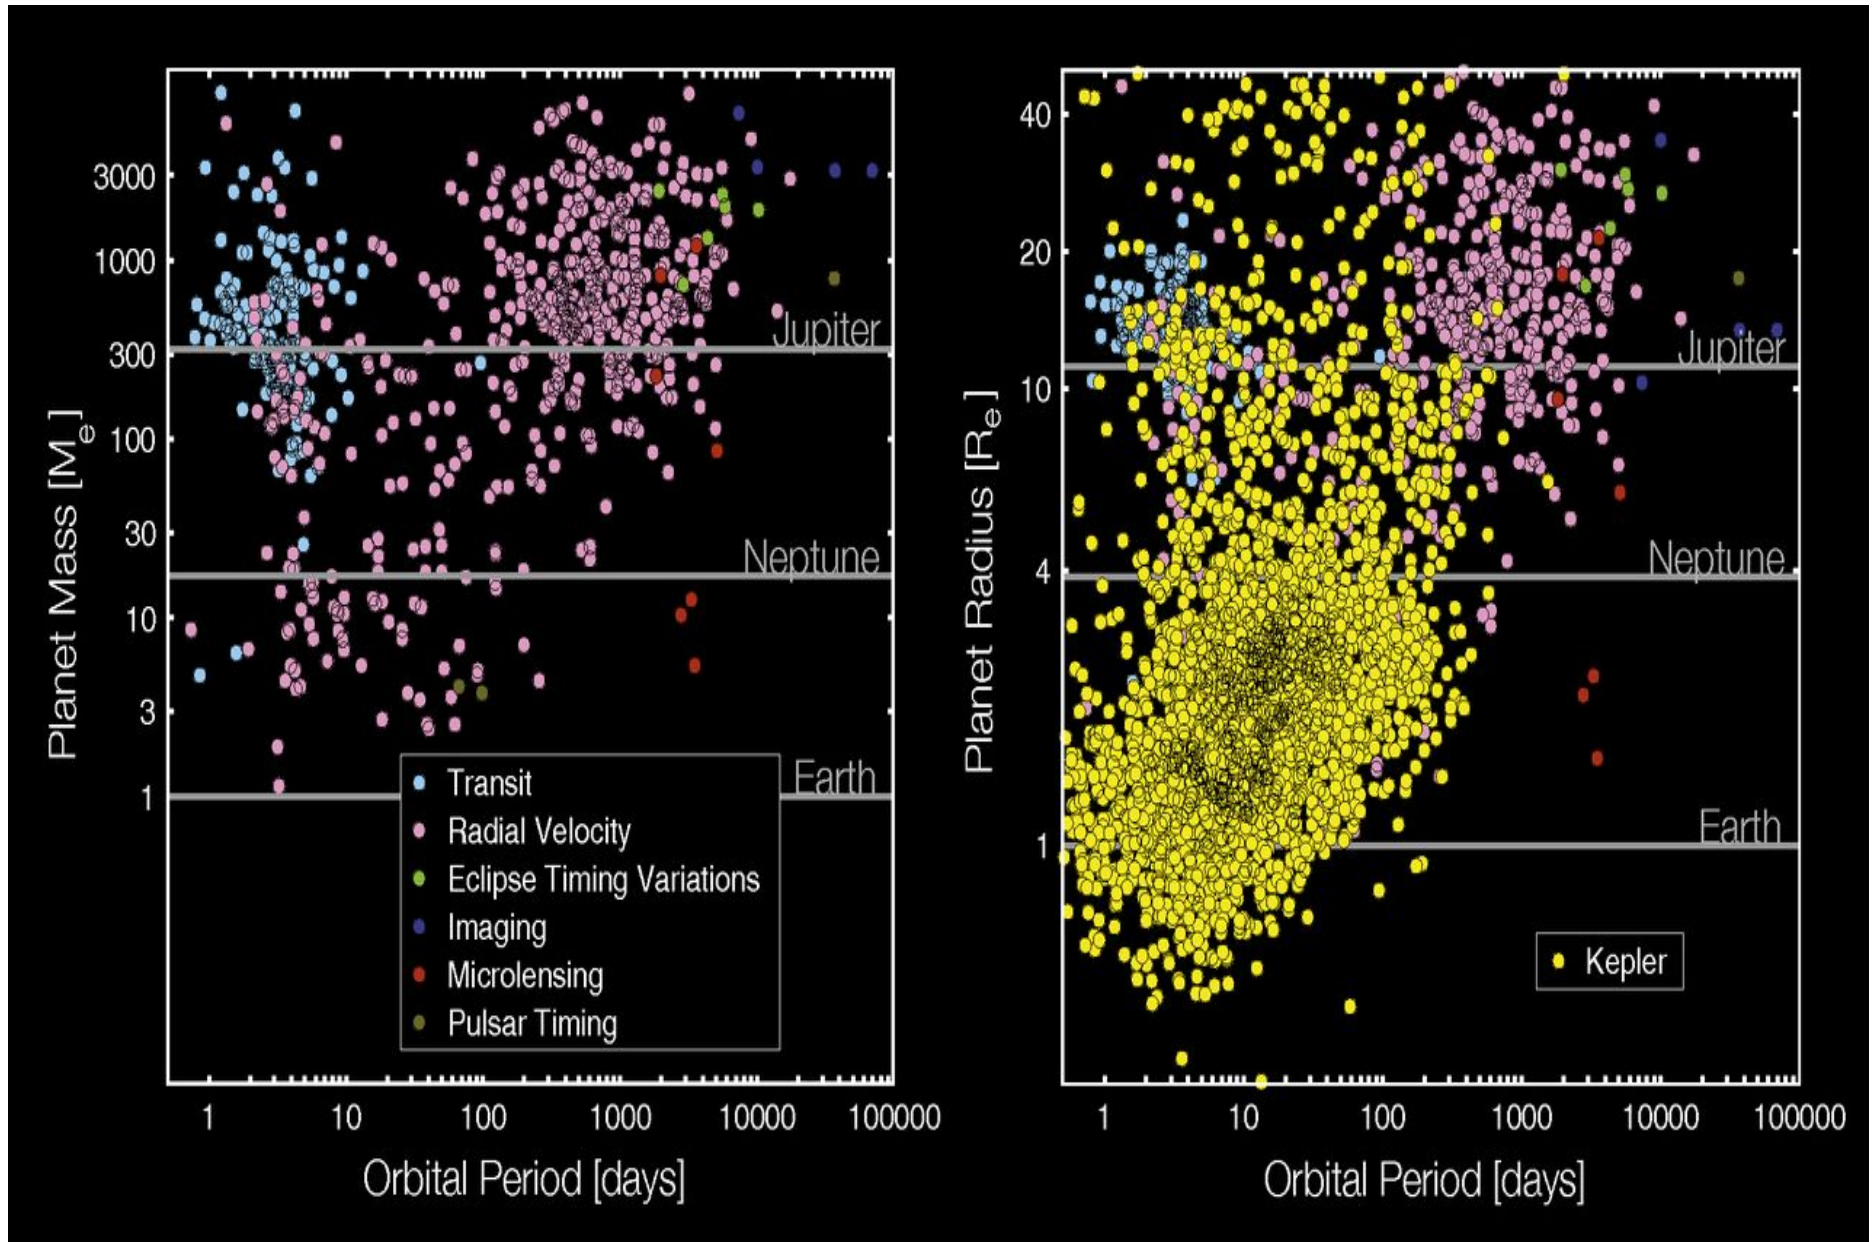 Planet Mass [Me]
3000
1000
300
100
30
10
3
1
Jupiter
Neptune
Earth
Transit
Radial Velocity
Eclipse Timing Variations
Imaging
Microlensing
Pulsar Timing
1 10 100 1000 10000 100000
Orbital Period [days]
Planet Radius [Re]
40
20
10
4
1
Jupiter
Neptune
Earth
Kepler
1 10 100 1000 10000 100000
Orbital Period [days]